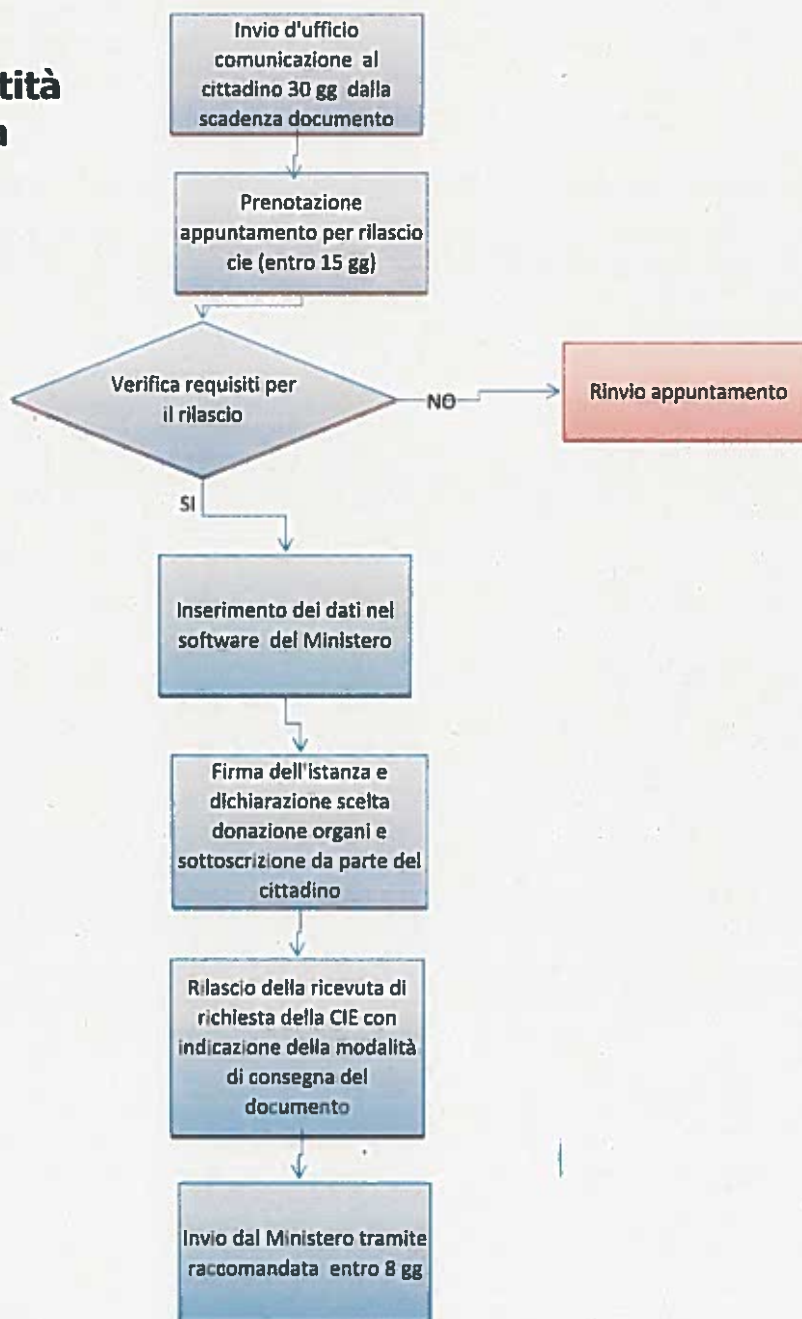 tità
Invio d'ufficio
comunicazione al
cittadino 30 gg dalla
scadenza documento
Prenotazione
appuntamento per rilascio
cie (entro 15 gg)
Verifica requisiti per
il rilascio
NO
Rinvio appuntamento
SI
Inserimento dei dati nel
software del Ministero
Firma dell'istanza e
dichiarazione scelta
donazione organi e
sottoscrizione da parte del
cittadino
Rilascio della ricevuta di
richiesta della CIE con
indicazione della modalità
di consegna del
documento
Invio dal Ministero tramite
raccomandata entro 8 gg